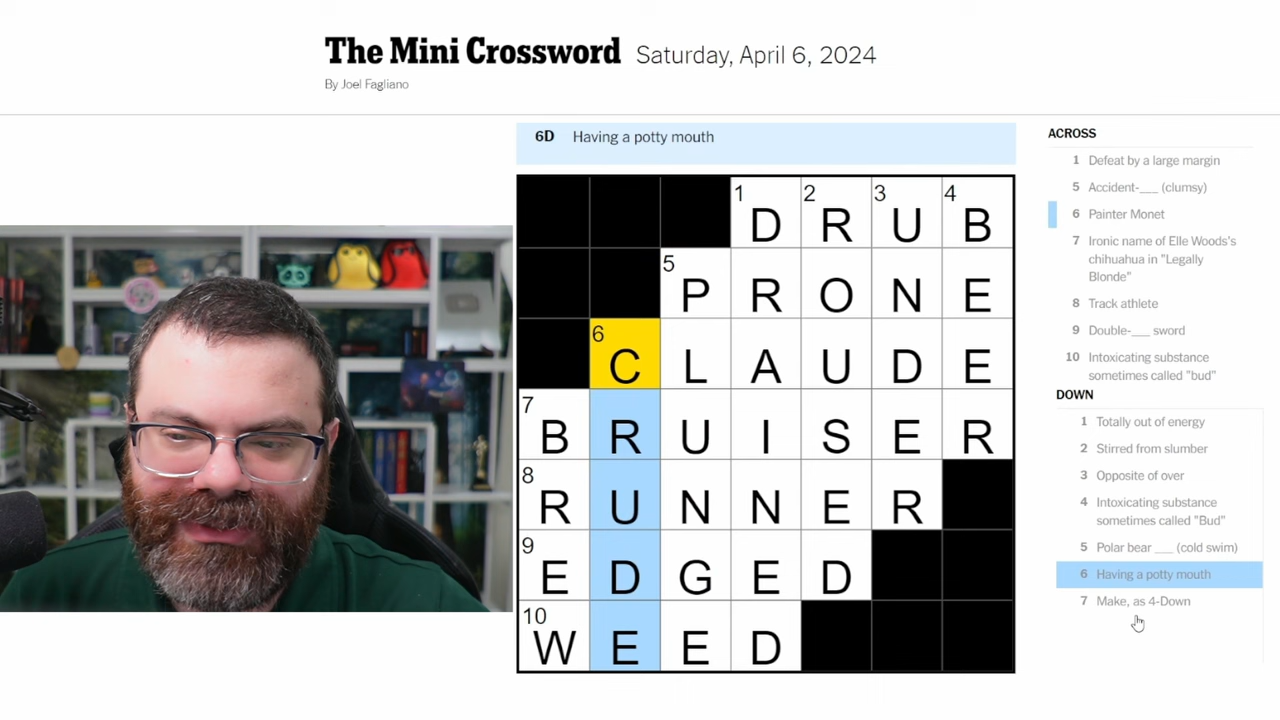 The Mini Crossword Saturday, April 6, 2024
By Joel Fagliano
6D Having a potty mouth
1 D 2 R 3 U 4 B
5 P R O N E
6 C L A U D E
7 B R U I S E R
8 R U N N E R
9 E D G E D
10 W E E D
ACROSS
1 Defeat by a large margin
5 Accident-___ (clumsy)
6 Painter Monet
7 Ironic name of Elle Woods's
chihuahua in "Legally
Blonde"
8 Track athlete
9 Double-___ sword
10 Intoxicating substance
sometimes called "bud"
DOWN
1 Totally out of energy
2 Stirred from slumber
3 Opposite of over
4 Intoxicating substance
sometimes called "Bud"
5 Polar bear ___ (cold swim)
6 Having a potty mouth
7 Make, as 4-Down